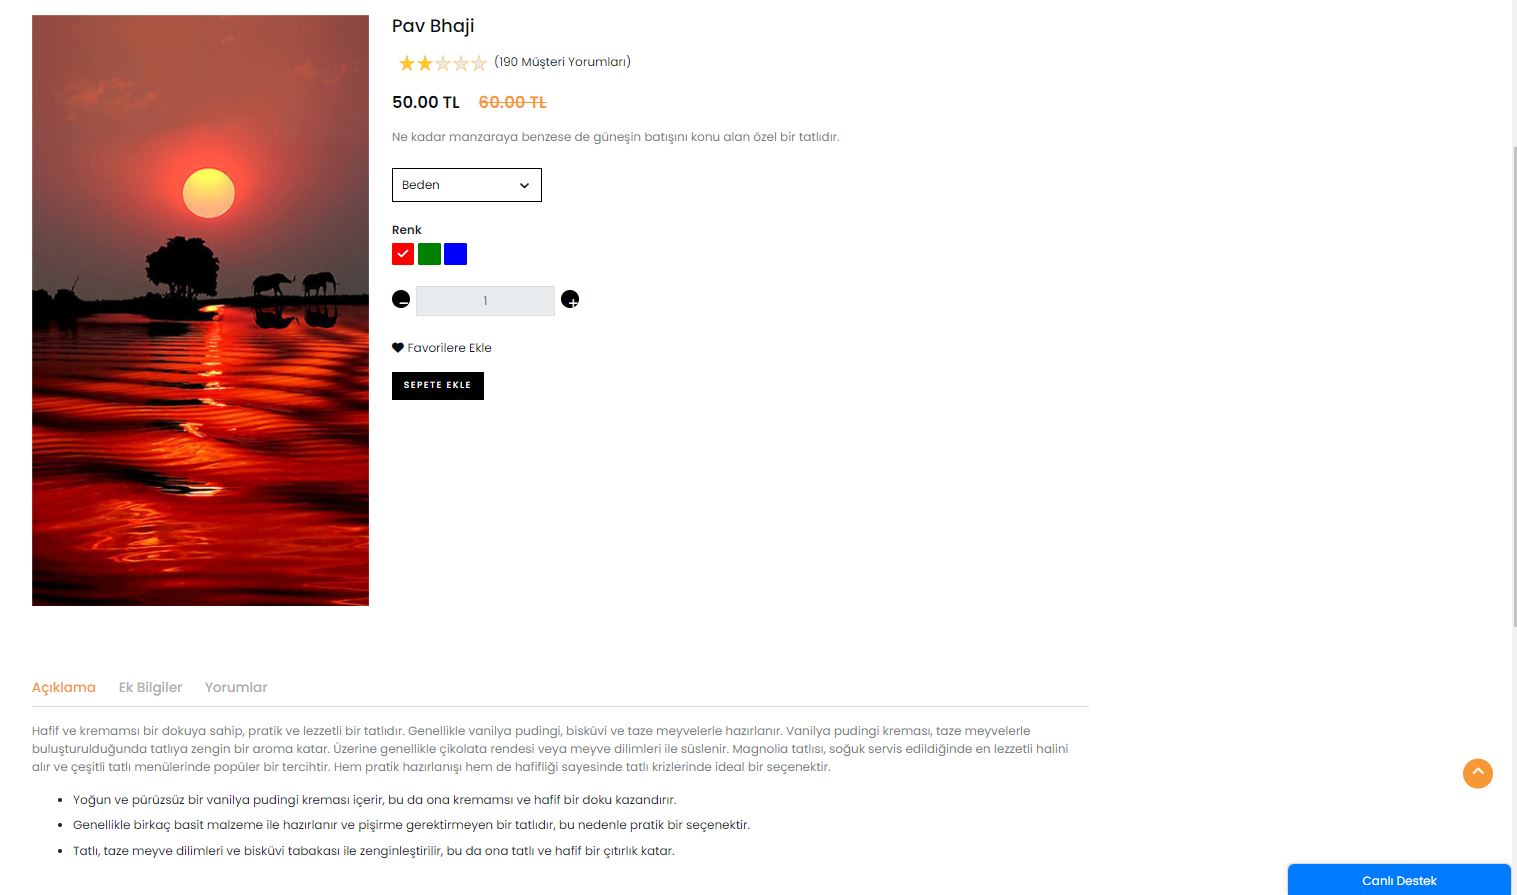 Pav Bhaji
(190 Müşteri Yorumları)
50.00 TL 60.00 TL
Ne kadar manzaraya benzese de güneşin batışını konu alan özel bir tatlıdır.
Beden
Renk
1
Favorilere Ekle
SEPETE EKLE
Açıklama Ek Bilgiler Yorumlar
Hafif ve kremamsı bir dokuya sahip, pratik ve lezzetli bir tatlıdır. Genellikle vanilya pudingi, bisküvi ve taze meyvelerle hazırlanır. Vanilya pudingi kreması, taze meyvelerle
buluşturulduğunda tatlıya zengin bir aroma katar. Üzerine genellikle çikolata rendesi veya meyve dilimleri ile süslenir. Magnolia tatlısı, soğuk servis edildiğinde en lezzetli halini
alır ve çeşitli tatlı menülerinde popüler bir tercihtir. Hem pratik hazırlanışı hem de hafifliği sayesinde tatlı krizlerinde ideal bir seçenektir.
• Yoğun ve pürüzsüz bir vanilya pudingi kreması içerir, bu da ona kremamsı ve hafif bir doku kazandırır.
• Genellikle birkaç basit malzeme ile hazırlanır ve pişirme gerektirmeyen bir tatlıdır, bu nedenle pratik bir seçenektir.
• Tatlı, taze meyve dilimleri ve bisküvi tabakası ile zenginleştirilir, bu da ona tatlı ve hafif bir çıtırlık katar.
Canlı Destek